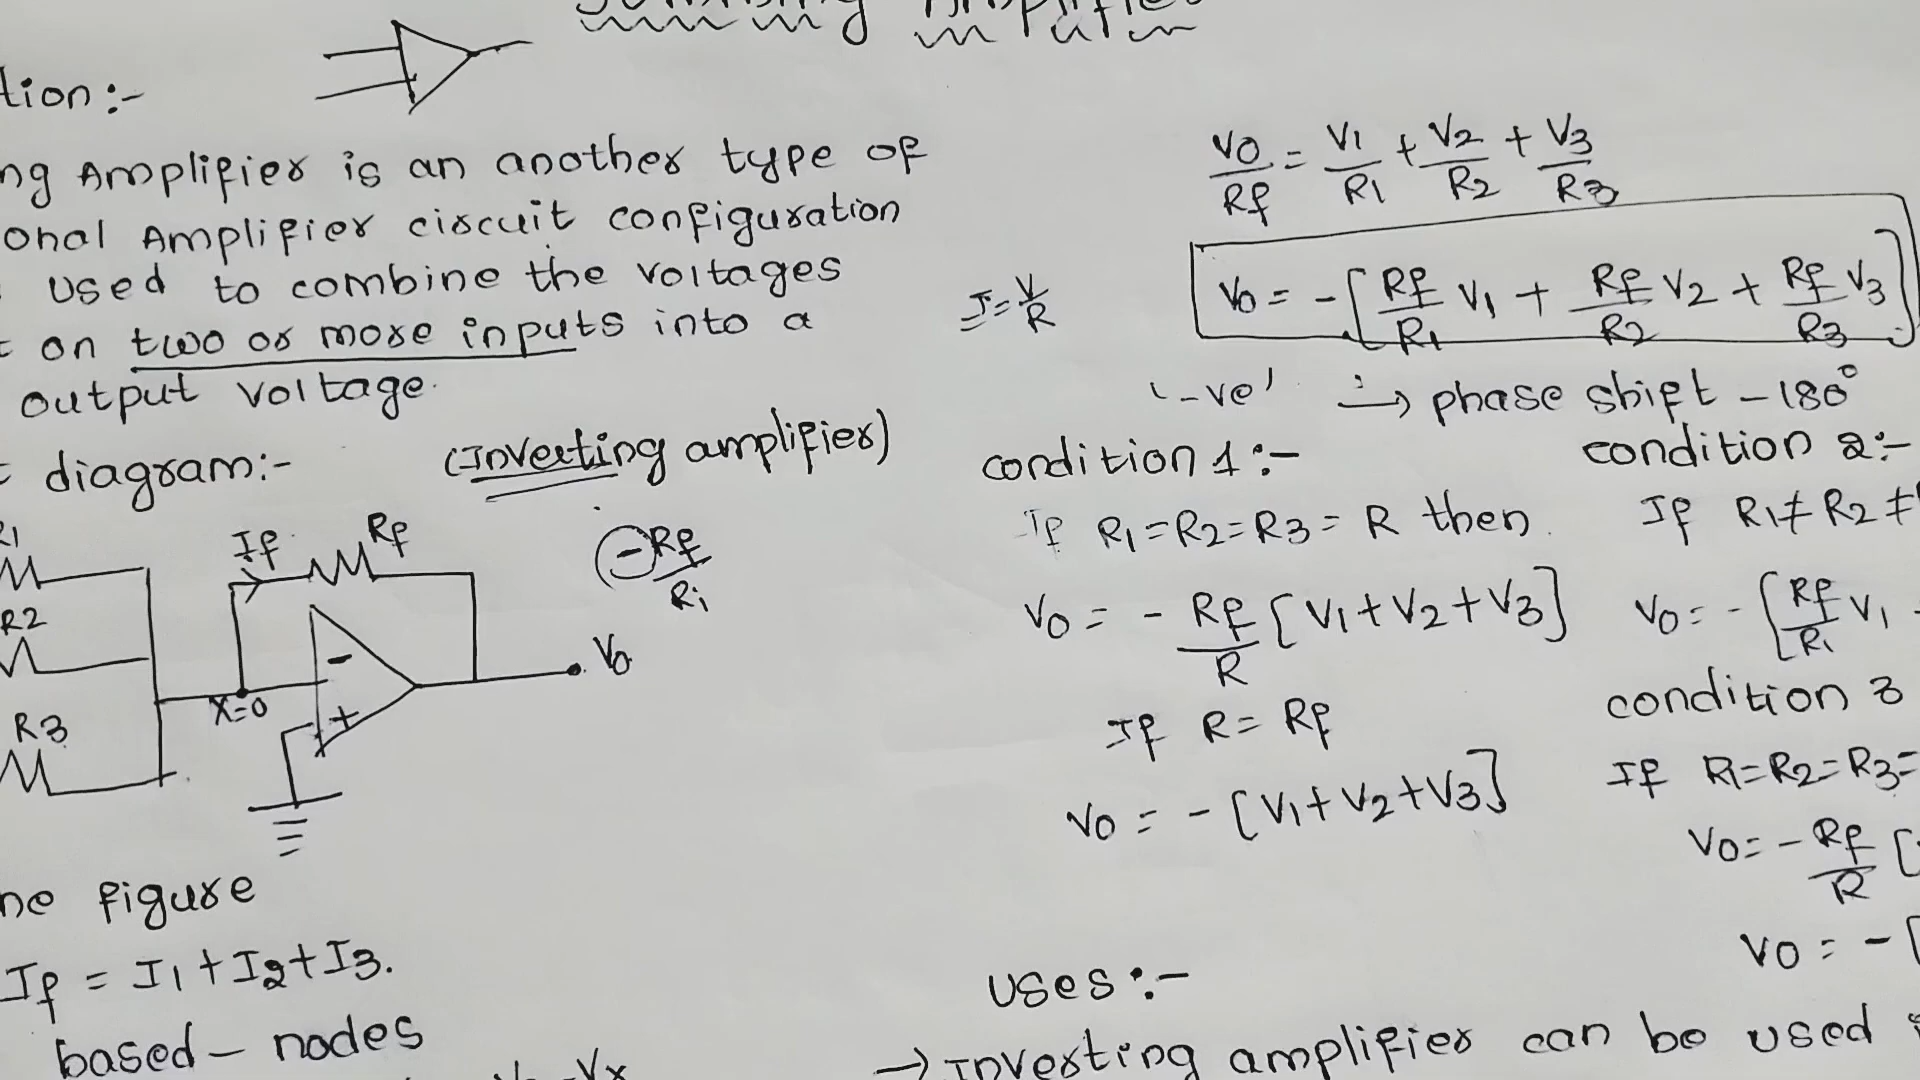 Summing Amplifier
tion :-
ng Amplifier is an another type of
onal Amplifier circuit configuration
used to combine the voltages
t on two or more inputs into a
output voltage.
diagram:- (Inverting amplifier)
R1
R2
R3
If Rf
-Rf/Ri
X=0
-
+
Vo
he figure
If = I1 + I2 + I3.
based - nodes
Vx
I = V/R
VO/Rf = V1/R1 + V2/R2 + V3/R3
Vo = -[Rf/R1 V1 + Rf/R2 V2 + Rf/R3 V3]
'-ve' → phase shift - 180°
condition 1 :-
If R1 = R2 = R3 = R then
Vo = - Rf/R [V1 + V2 + V3]
If R = Rf
Vo = - [V1 + V2 + V3]
condition 2:-
If R1 ≠ R2 ≠
Vo = - [Rf/R1 V1
condition 3
If R1 = R2 = R3 =
Vo = - Rf/R [
Vo = - [
uses :-
→ Inverting amplifier can be used